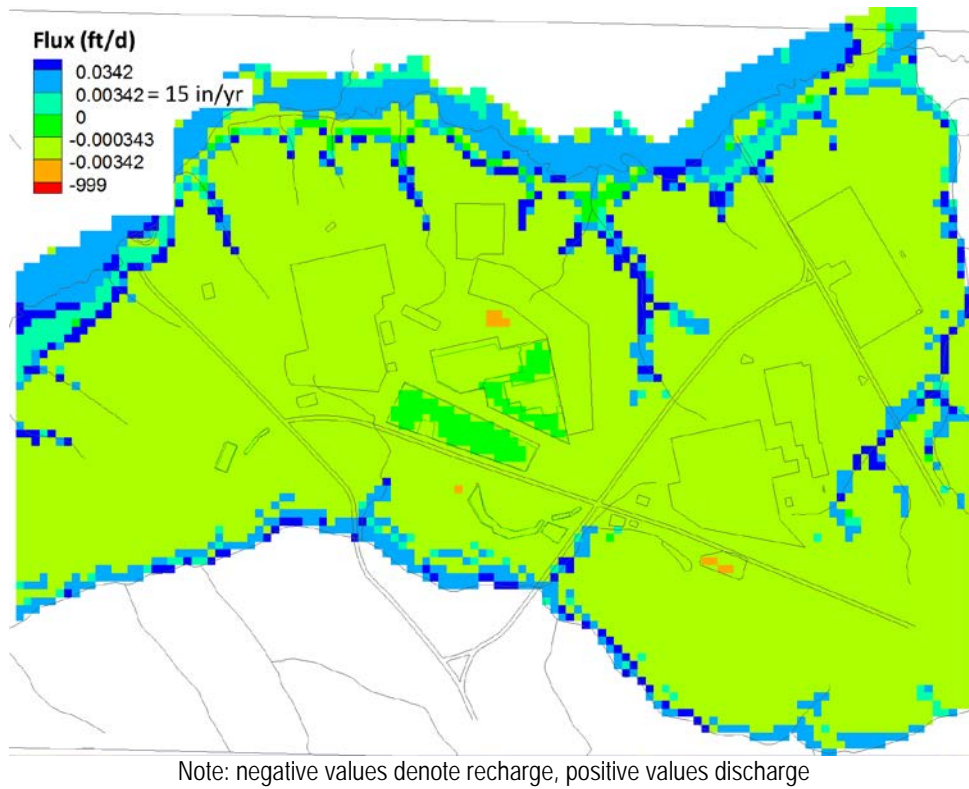 Flux (ft/d)
0.0342
0.00342 = 15 in/yr
0
-0.000343
-0.00342
-999
Note: negative values denote recharge, positive values discharge